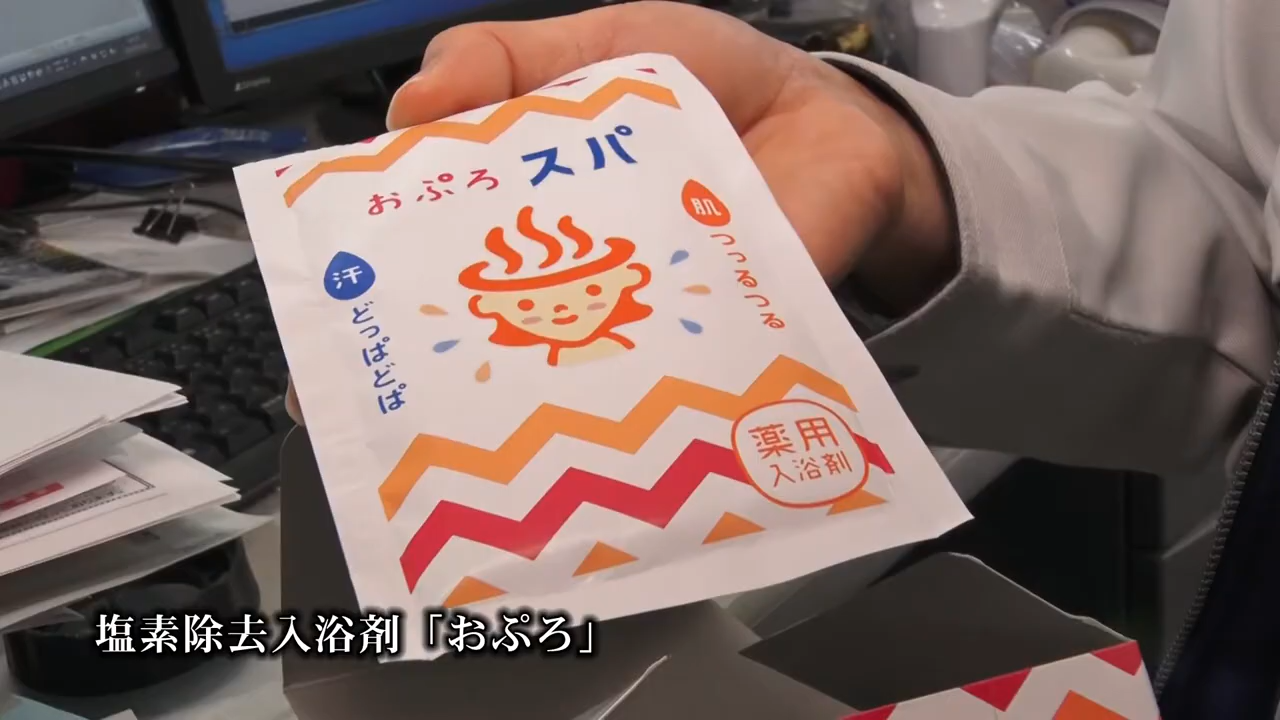 おぷろ スパ
肌
つつるつる
汗
どっぱどぱ
薬用
入浴剤
塩素除去入浴剤「おぷろ」